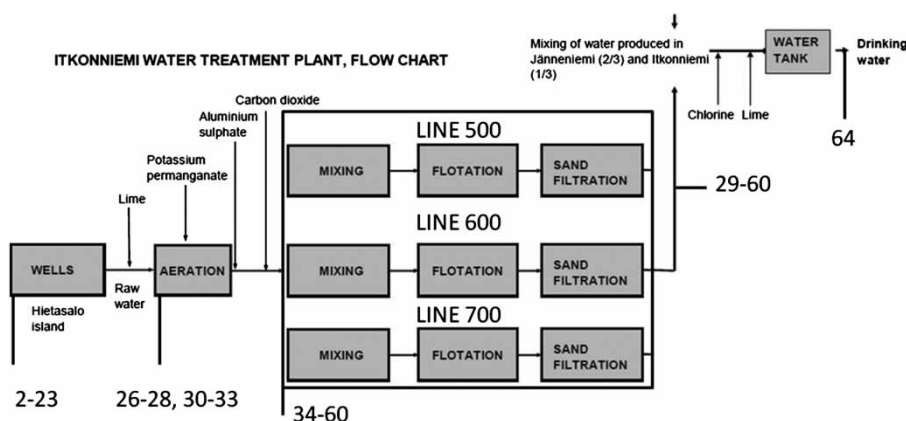 ITKONNIEMI WATER TREATMENT PLANT, FLOW CHART
Mixing of water produced in
Jänneniemi (2/3) and Itkonniemi
(1/3)
WATER
TANK
Drinking
water
Chlorine
Lime
64
Carbon dioxide
Aluminium
sulphate
Potassium
permanganate
Lime
LINE 500
MIXING
FLOTATION
SAND
FILTRATION
29-60
LINE 600
WELLS
Raw
water
AERATION
MIXING
FLOTATION
SAND
FILTRATION
Hietasalo
island
LINE 700
MIXING
FLOTATION
SAND
FILTRATION
2-23
26-28, 30-33
34-60